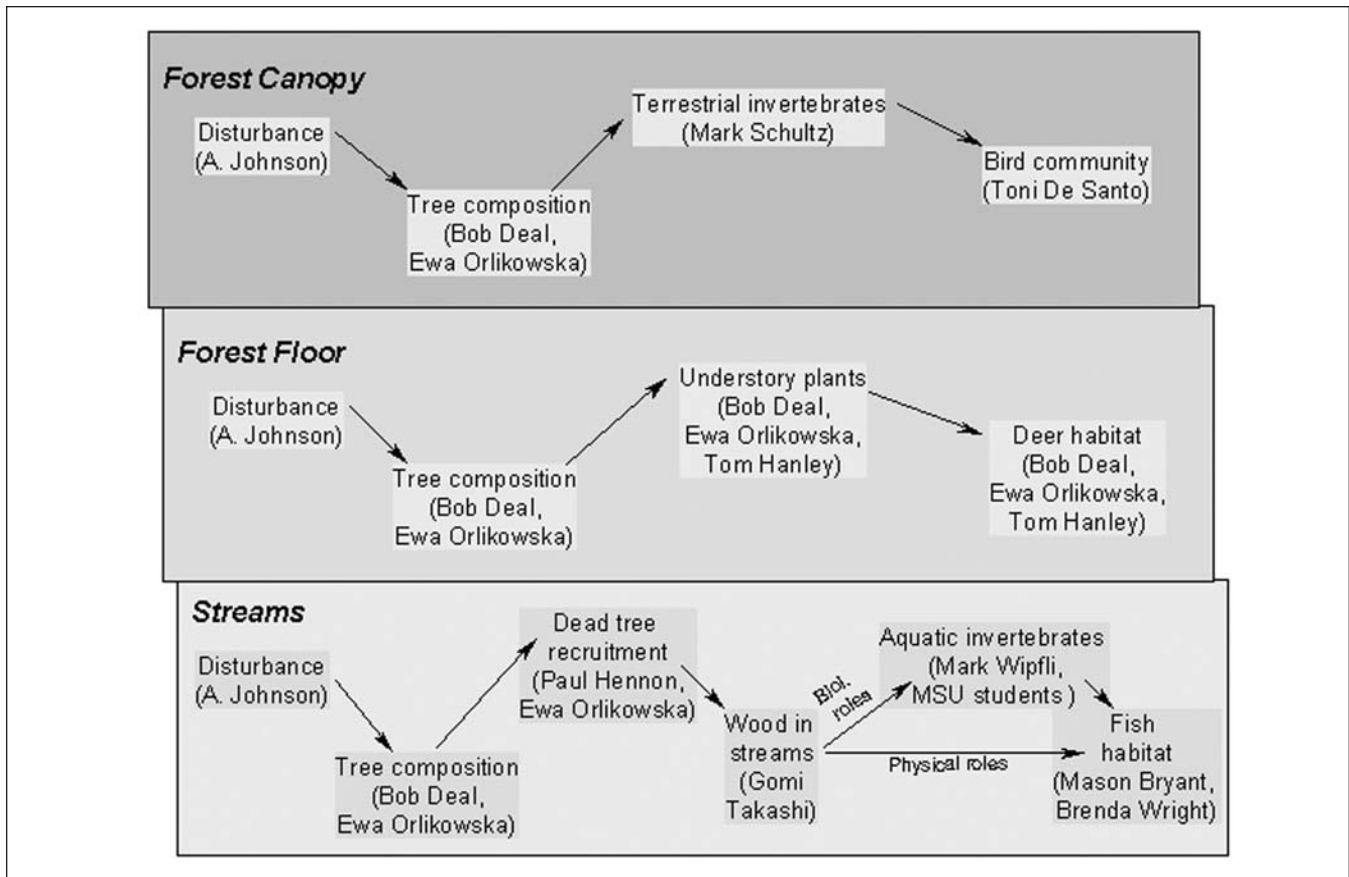 Forest Canopy
Disturbance
(A. Johnson)
Tree composition
(Bob Deal,
Ewa Orlikowska)
Terrestrial invertebrates
(Mark Schultz)
Bird community
(Toni De Santo)
Forest Floor
Disturbance
(A. Johnson)
Tree composition
(Bob Deal,
Ewa Orlikowska)
Understory plants
(Bob Deal,
Ewa Orlikowska,
Tom Hanley)
Deer habitat
(Bob Deal,
Ewa Orlikowska,
Tom Hanley)
Streams
Disturbance
(A. Johnson)
Tree composition
(Bob Deal,
Ewa Orlikowska)
Dead tree
recruitment
(Paul Hennon,
Ewa Orlikowska)
Wood in
streams
(Gomi
Takashi)
Biol.
roles
Physical roles
Aquatic invertebrates
(Mark Wipfli,
MSU students )
Fish
habitat
(Mason Bryant,
Brenda Wright)